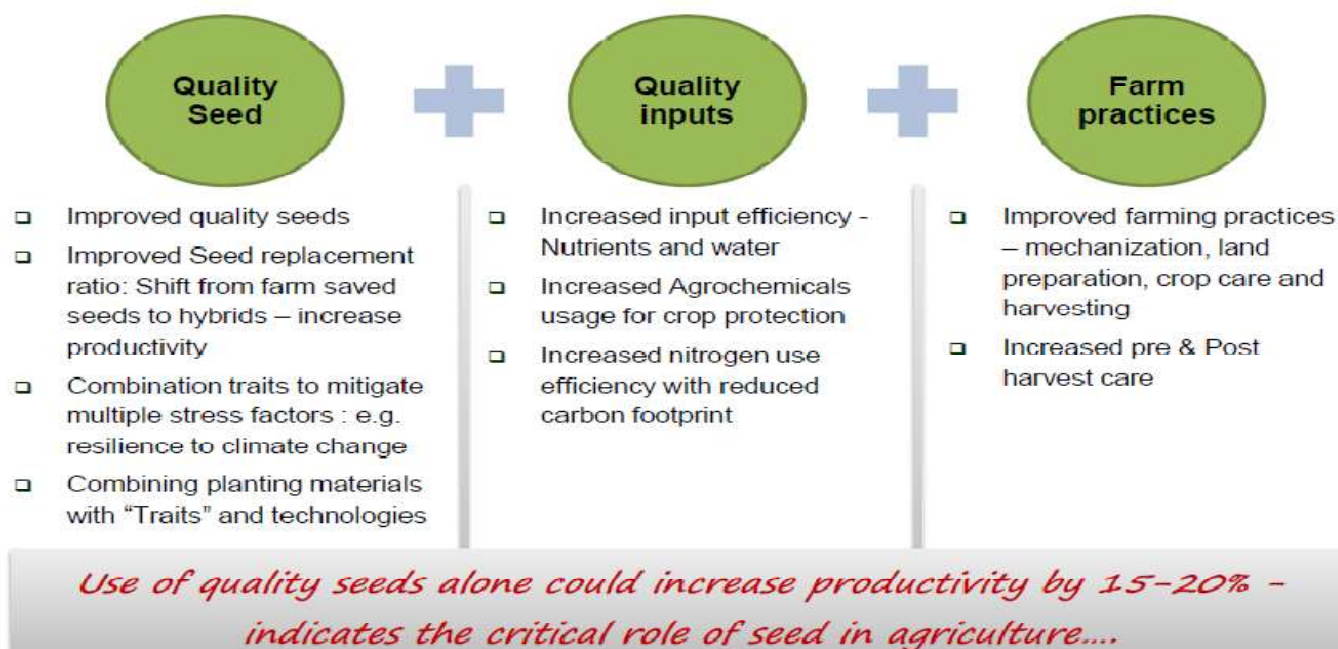 Quality
Seed
Quality
inputs
Farm
practices
Improved quality seeds
Improved Seed replacement
ratio: Shift from farm saved
seeds to hybrids – increase
productivity
Combination traits to mitigate
multiple stress factors : e.g.
resilience to climate change
Combining planting materials
with “Traits” and technologies
Increased input efficiency -
Nutrients and water
Increased Agrochemicals
usage for crop protection
Increased nitrogen use
efficiency with reduced
carbon footprint
Improved farming practices
– mechanization, land
preparation, crop care and
harvesting
Increased pre & Post
harvest care
Use of quality seeds alone could increase productivity by 15-20% -
indicates the critical role of seed in agriculture....